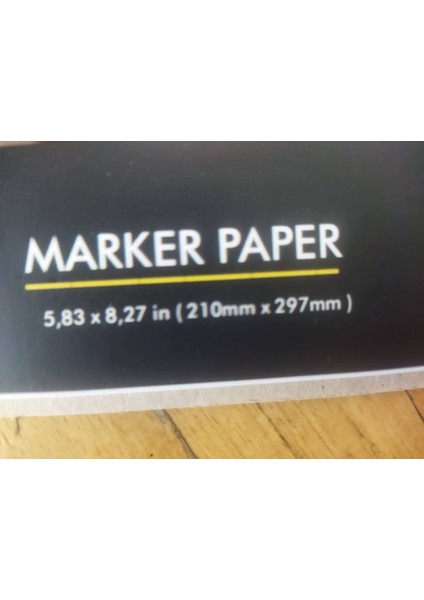 MARKER PAPER
5,83 x 8,27 in ( 210mm x 297mm )